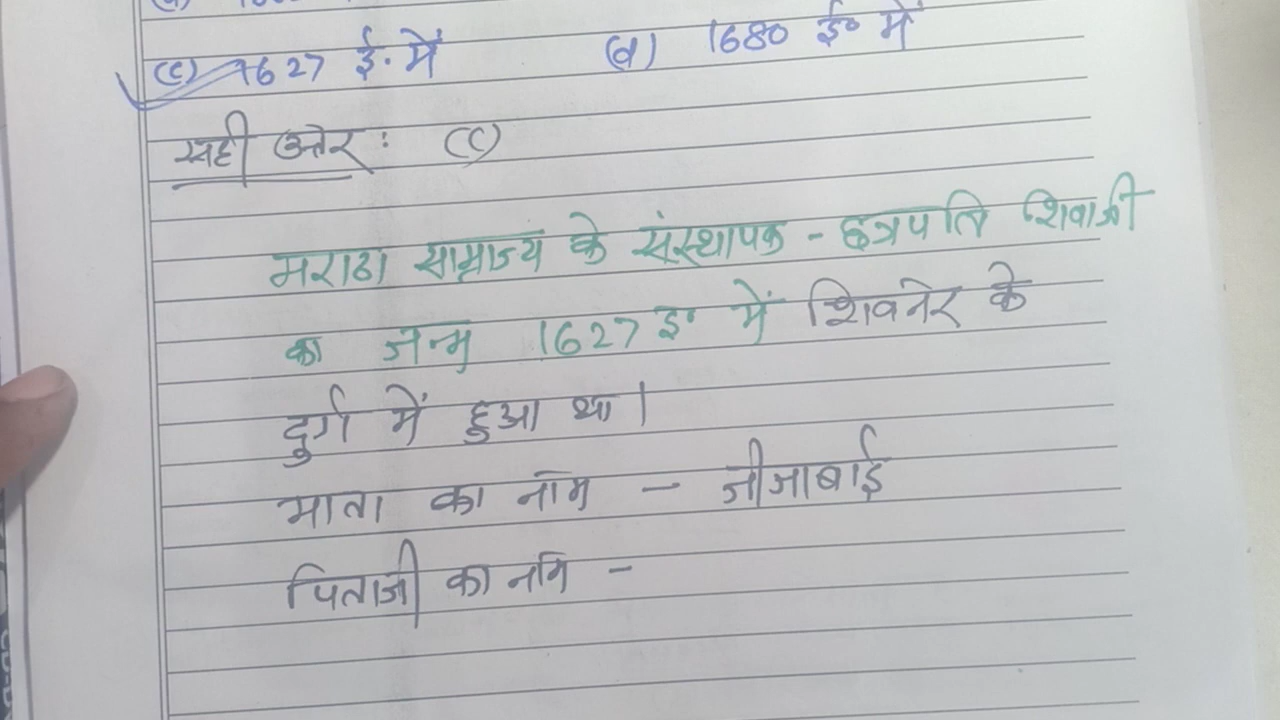 (c) 1627 ई. में (d) 1680 ई० में
सही उत्तर : (C)
मराठा साम्राज्य के संस्थापक - छत्रपति शिवाजी
का जन्म 1627 ई० में शिवनेर के
दुर्ग में हुआ था।
माता का नाम - जीजाबाई
पिताजी का नाम -